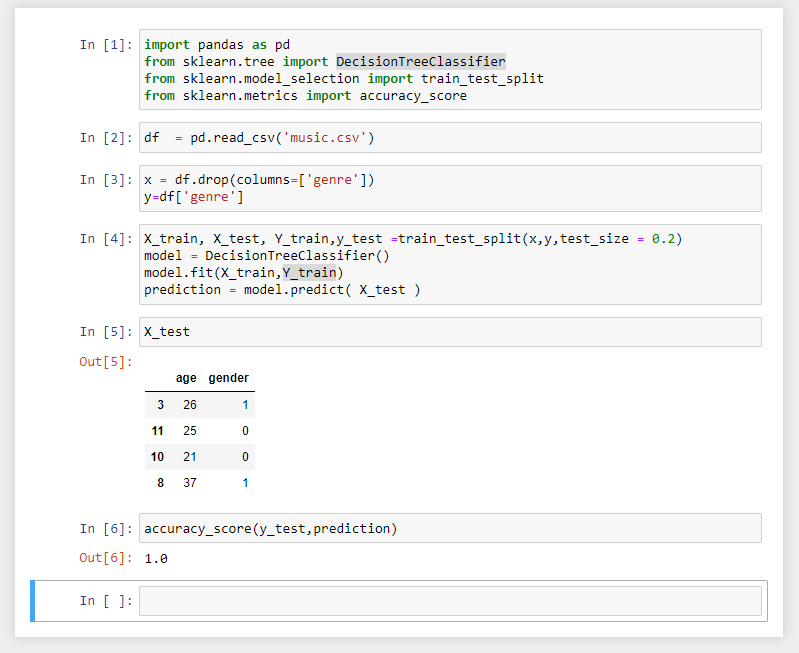 In [1]: import pandas as pd
from sklearn.tree import DecisionTreeClassifier
from sklearn.model_selection import train_test_split
from sklearn.metrics import accuracy_score
In [2]: df  = pd.read_csv('music.csv')
In [3]: x = df.drop(columns=['genre'])
y=df['genre']
In [4]: X_train, X_test, Y_train,y_test =train_test_split(x,y,test_size = 0.2)
model = DecisionTreeClassifier()
model.fit(X_train,Y_train)
prediction = model.predict( X_test )
In [5]: X_test
Out[5]:
age gender
3 26 1
11 25 0
10 21 0
8 37 1
In [6]: accuracy_score(y_test,prediction)
Out[6]: 1.0
In [ ]: